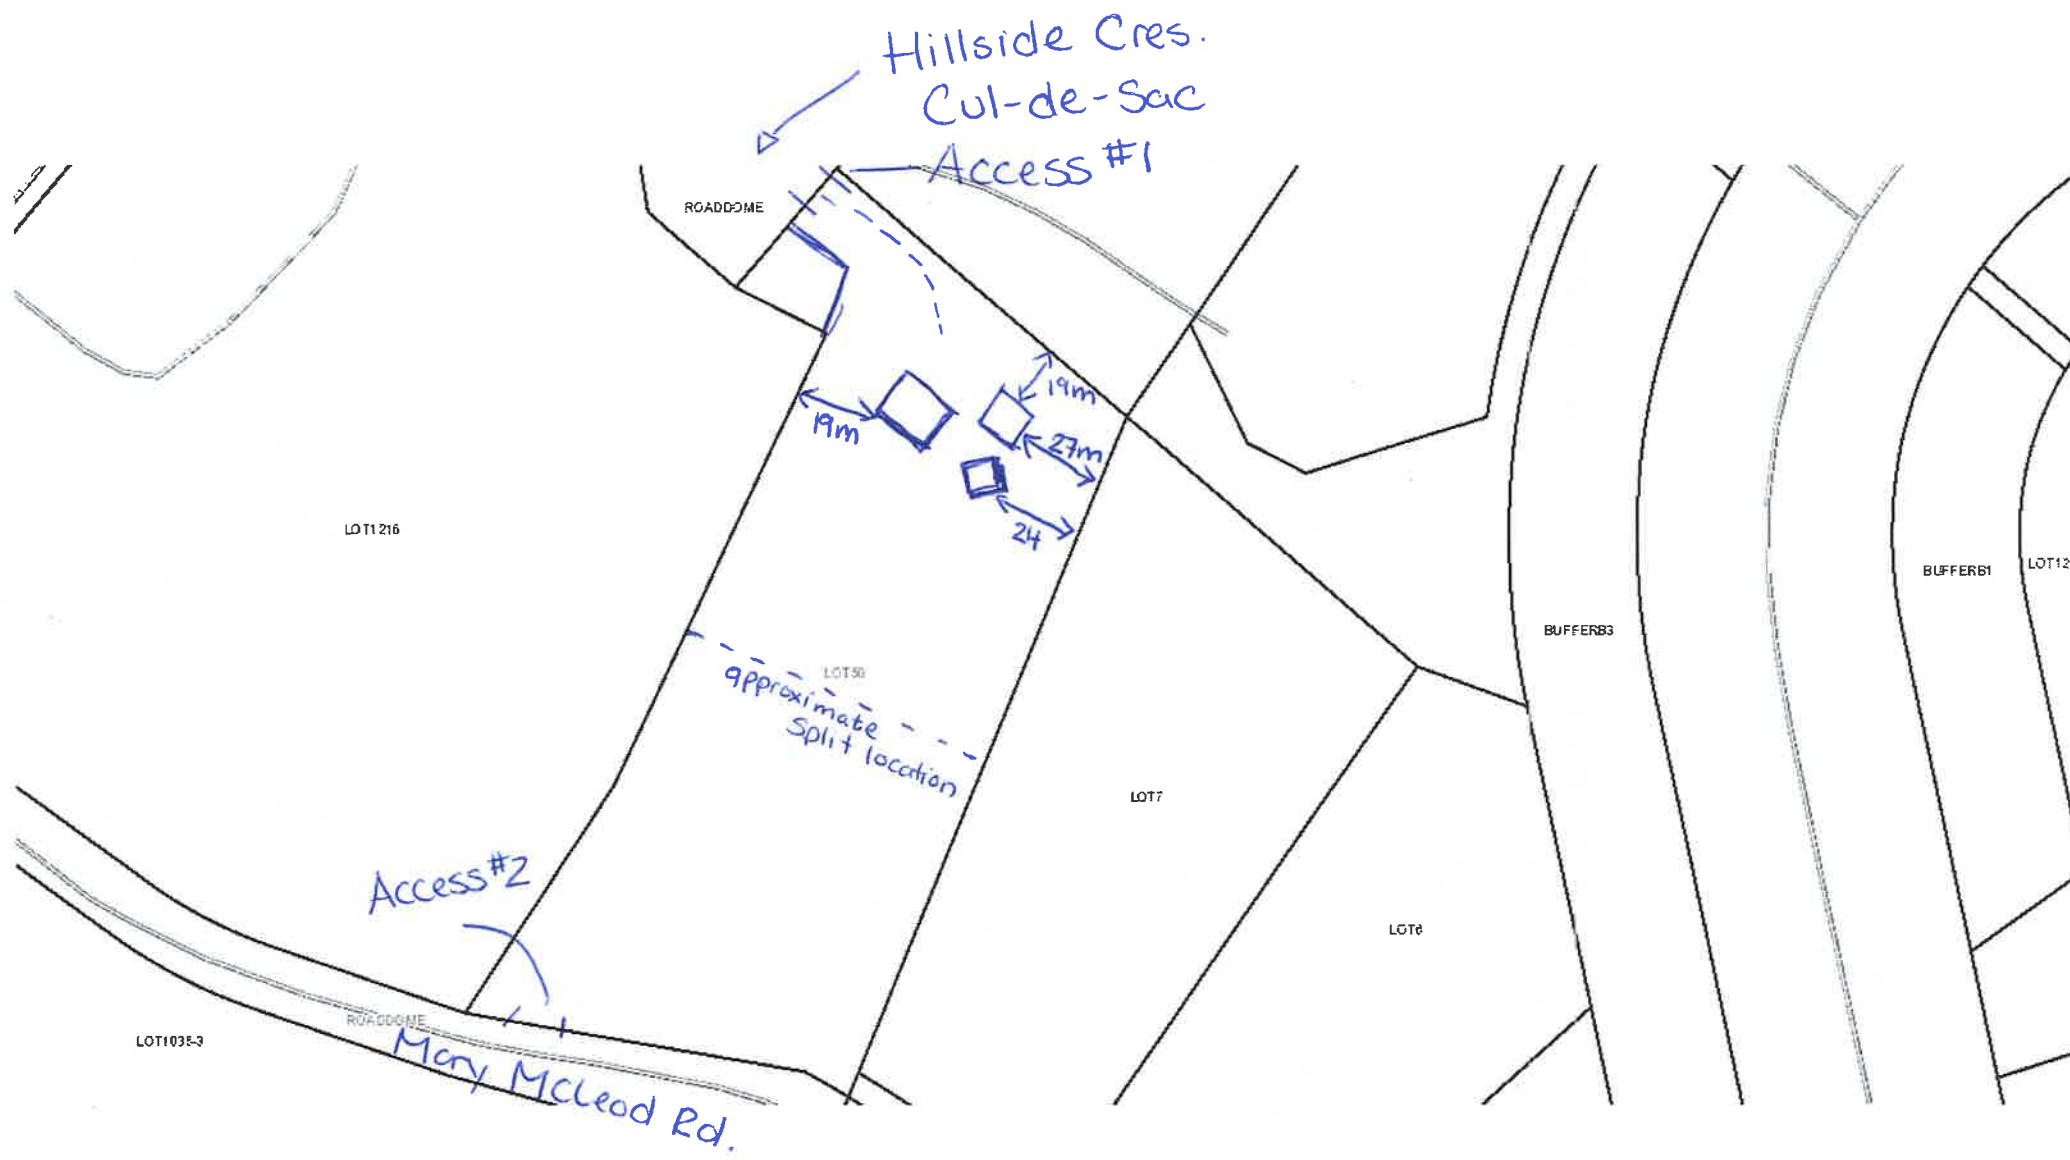 Hillside Cres.
Cul-de-Sac
Access #1
ROADDOME
19m
19m
27m
24
LOT1216
LOT50
approximate
Split location
BUFFERB3
BUFFERB1
LOT12
LOT7
LOT6
Access #2
ROADDOME
LOT1035-3
Mary McLeod Rd.